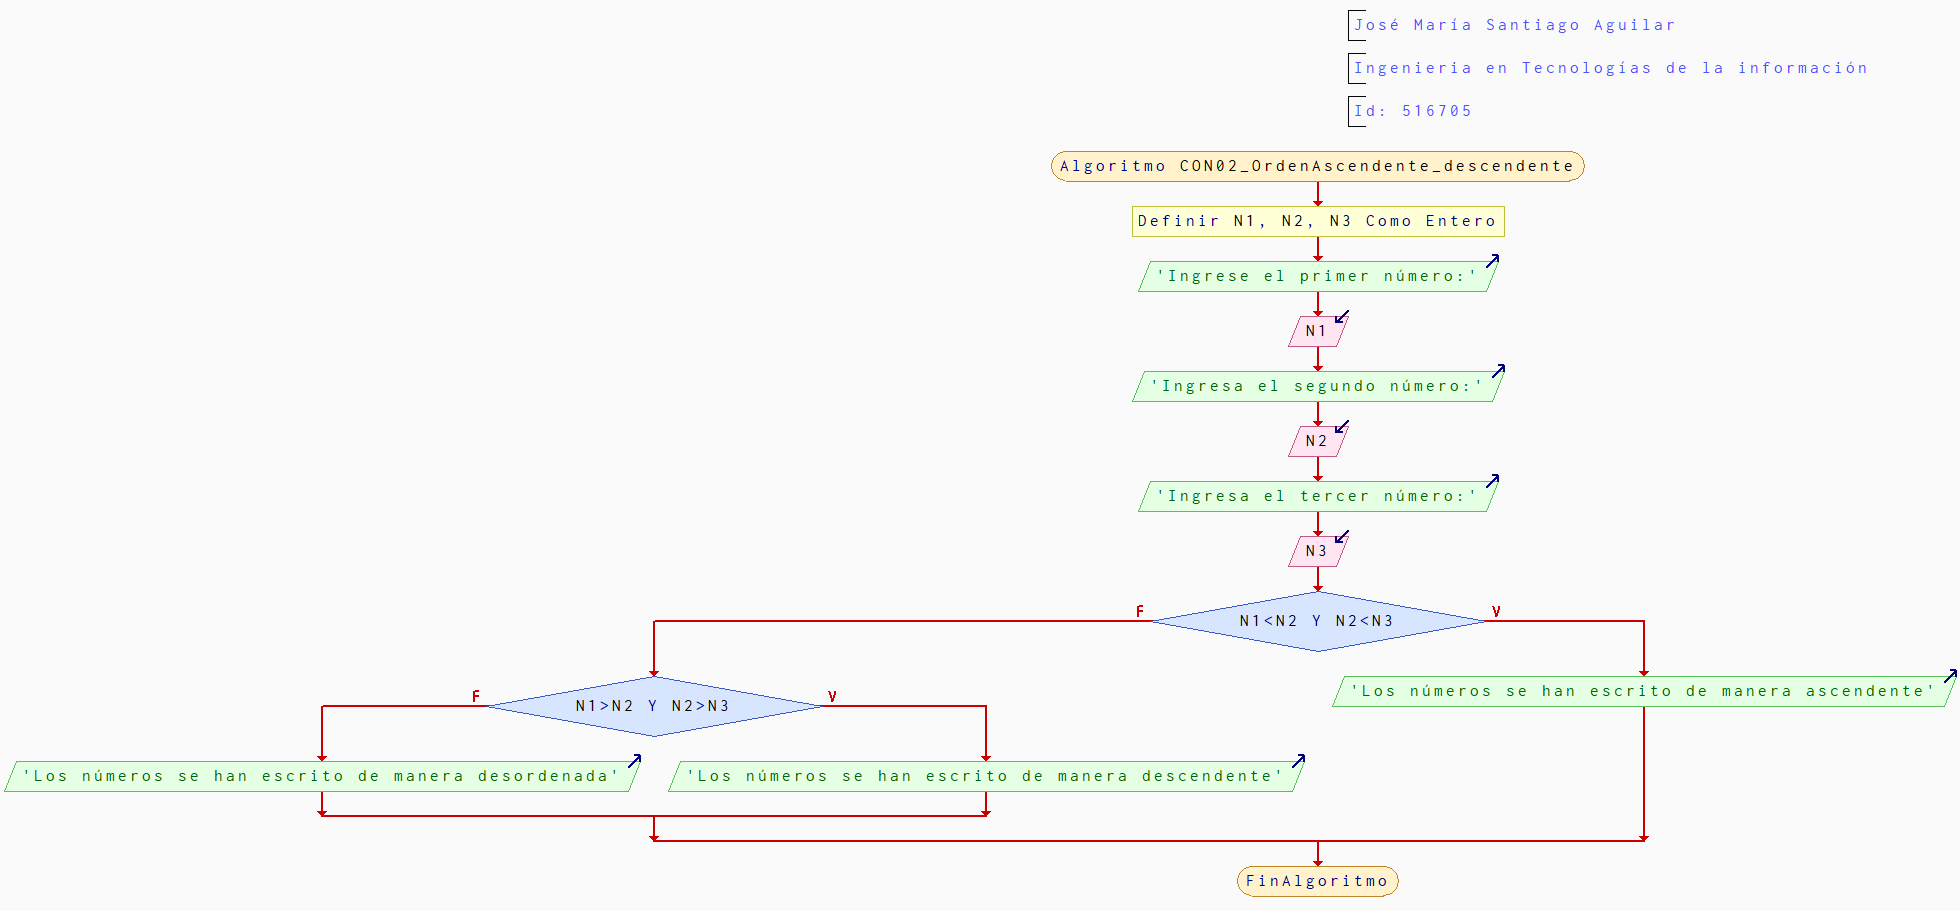 José María Santiago Aguilar
Ingenieria en Tecnologías de la información
Id: 516705
Algoritmo CON02_OrdenAscendente_descendente
Definir N1, N2, N3 Como Entero
'Ingrese el primer número:'
N1
'Ingresa el segundo número:'
N2
'Ingresa el tercer número:'
N3
F
N1<N2 Y N2<N3
V
F
N1>N2 Y N2>N3
V
'Los números se han escrito de manera ascendente'
'Los números se han escrito de manera desordenada'
'Los números se han escrito de manera descendente'
FinAlgoritmo